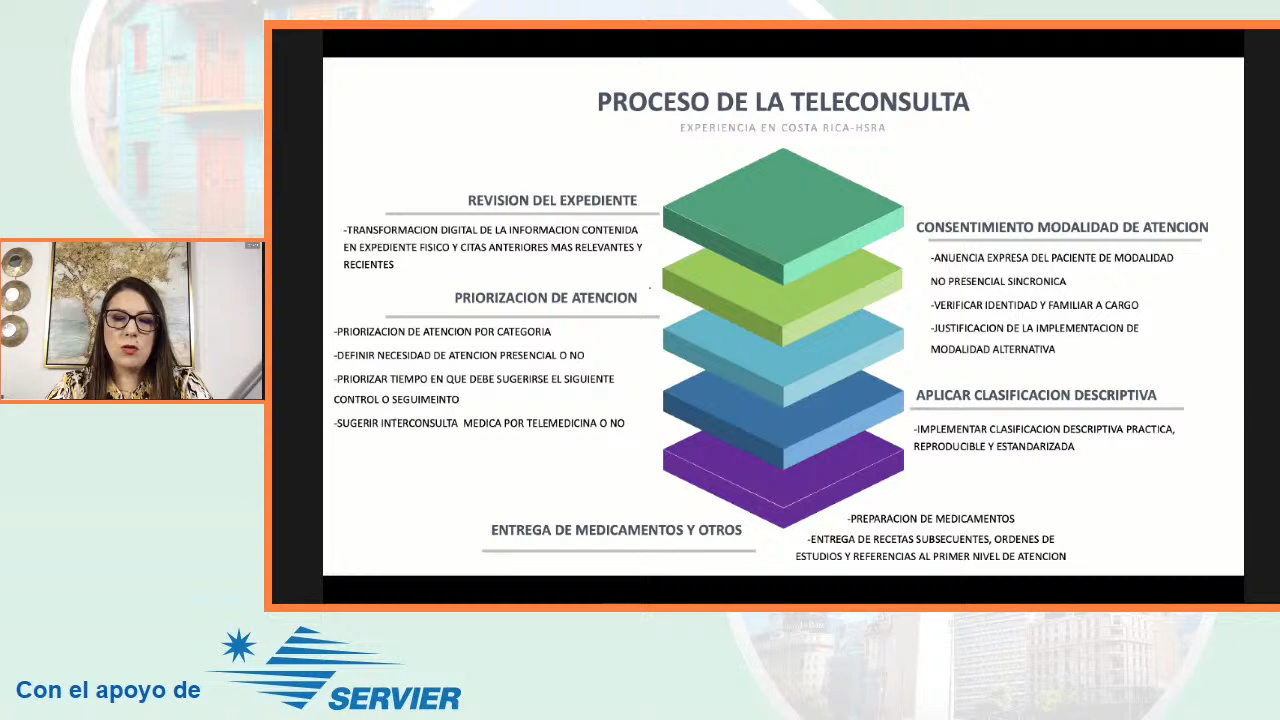 PROCESO DE LA TELECONSULTA
EXPERIENCIA EN COSTA RICA-HSRA
REVISION DEL EXPEDIENTE
-TRANSFORMACION DIGITAL DE LA INFORMACION CONTENIDA
EN EXPEDIENTE FISICO Y CITAS ANTERIORES MAS RELEVANTES Y
RECIENTES
CONSENTIMIENTO MODALIDAD DE ATENCION
-ANUENCIA EXPRESA DEL PACIENTE DE MODALIDAD
NO PRESENCIAL SINCRONICA
-VERIFICAR IDENTIDAD Y FAMILIAR A CARGO
-JUSTIFICACION DE LA IMPLEMENTACION DE
MODALIDAD ALTERNATIVA
PRIORIZACION DE ATENCION
-PRIORIZACION DE ATENCION POR CATEGORIA
-DEFINIR NECESIDAD DE ATENCION PRESENCIAL O NO
-PRIORIZAR TIEMPO EN QUE DEBE SUGERIRSE EL SIGUIENTE
CONTROL O SEGUIMEINTO
-SUGERIR INTERCONSULTA MEDICA POR TELEMEDICINA O NO
APLICAR CLASIFICACION DESCRIPTIVA
-IMPLEMENTAR CLASIFICACION DESCRIPTIVA PRACTICA,
REPRODUCIBLE Y ESTANDARIZADA
ENTREGA DE MEDICAMENTOS Y OTROS
-PREPARACION DE MEDICAMENTOS
-ENTREGA DE RECETAS SUBSECUENTES, ORDENES DE
ESTUDIOS Y REFERENCIAS AL PRIMER NIVEL DE ATENCION
Con el apoyo de
SERVIER